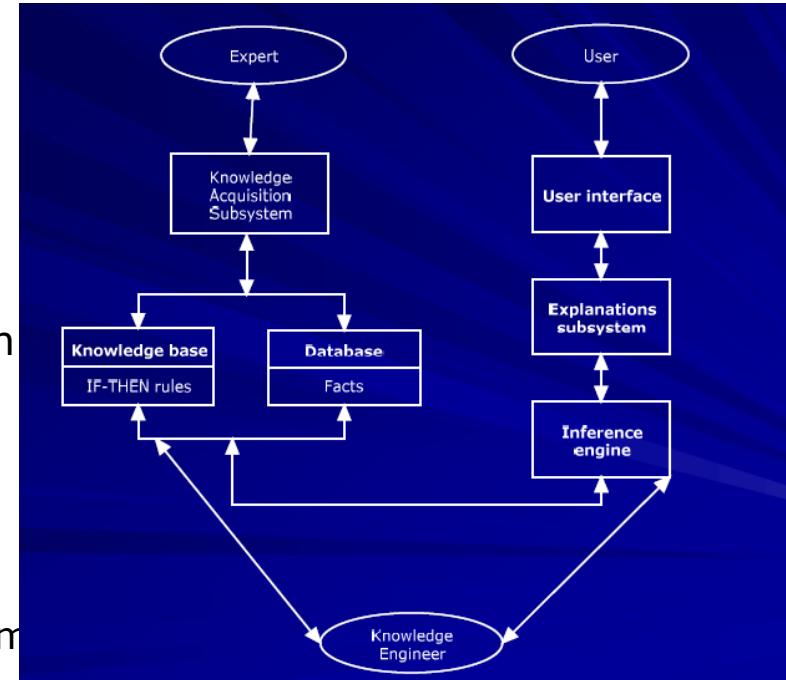 Expert
User
Knowledge
Acquisition
Subsystem
User interface
Explanations
subsystem
Knowledge base
IF-THEN rules
Database
Facts
Inference
engine
Knowledge
Engineer
n
m